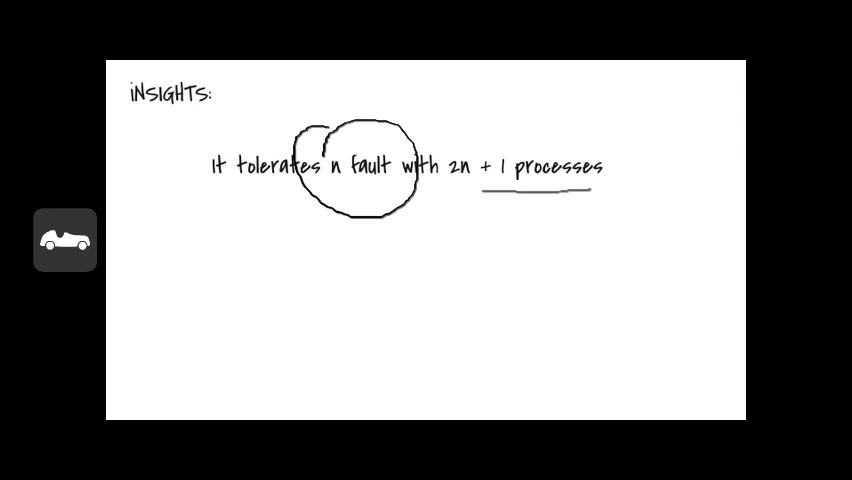 iNSIGHTS:
It tolerates n fault with 2n + 1 processes